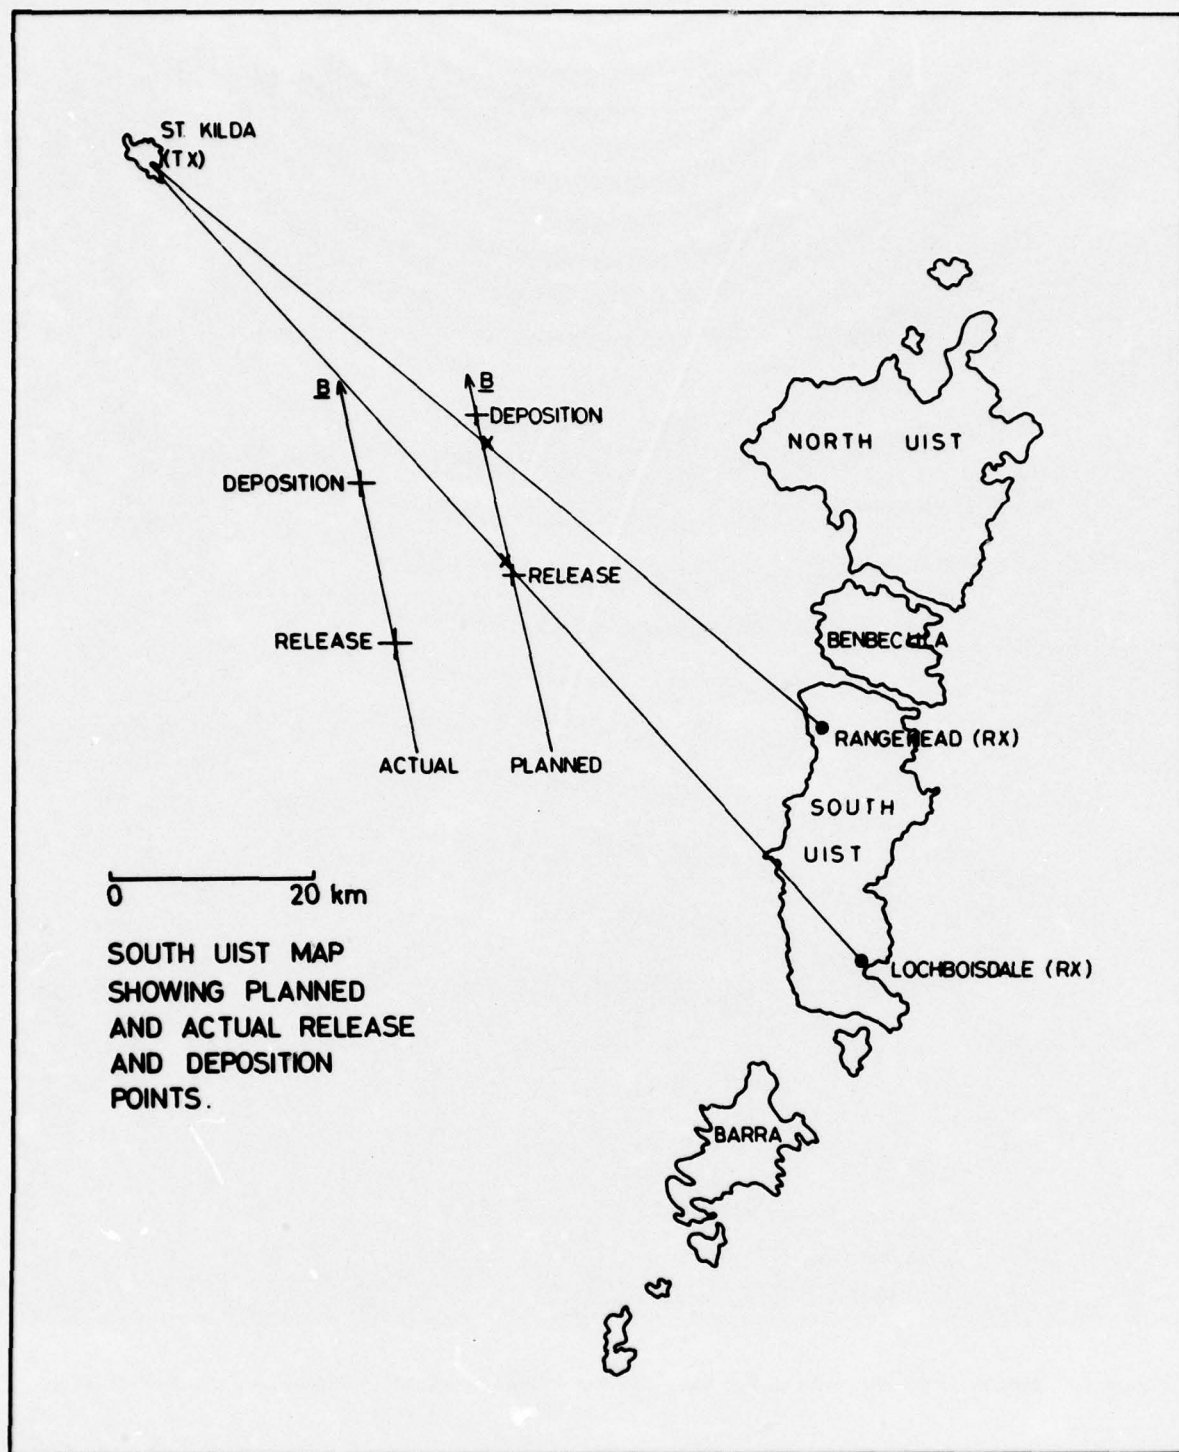 ST. KILDA
(TX)
B
B
DEPOSITION
NORTH UIST
DEPOSITION
RELEASE
RELEASE
BENBECULA
RANGEHEAD (RX)
ACTUAL
PLANNED
SOUTH
UIST
0 20 km
SOUTH UIST MAP
SHOWING PLANNED
AND ACTUAL RELEASE
AND DEPOSITION
POINTS.
LOCHBOISDALE (RX)
BARRA